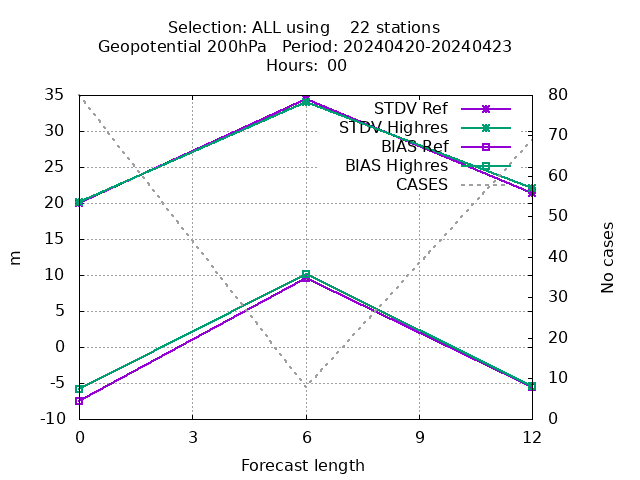 Selection: ALL using    22 stations
Geopotential 200hPa   Period: 20240420-20240423
Hours:  00
35
30
25
20
15
10
5
0
-5
-10
m
STDV Ref
STDV Highres
BIAS Ref
BIAS Highres
CASES
80
70
60
50
40
30
20
10
0
No cases
0 3 6 9 12
Forecast length